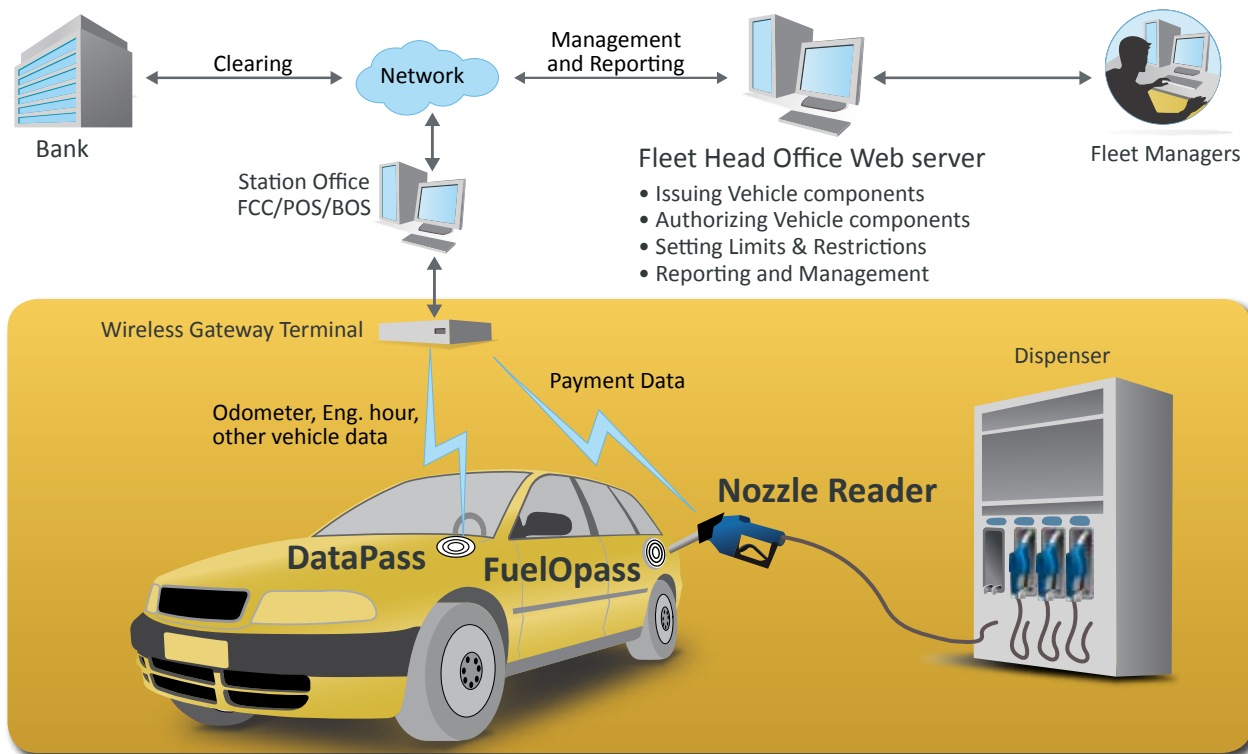 Clearing
Network
Management
and Reporting
Bank
Fleet Head Office Web server
Fleet Managers
Station Office
FCC/POS/BOS
• Issuing Vehicle components
• Authorizing Vehicle components
• Setting Limits & Restrictions
• Reporting and Management
Wireless Gateway Terminal
Dispenser
Payment Data
Odometer, Eng. hour,
other vehicle data
Nozzle Reader
DataPass
FuelOpass